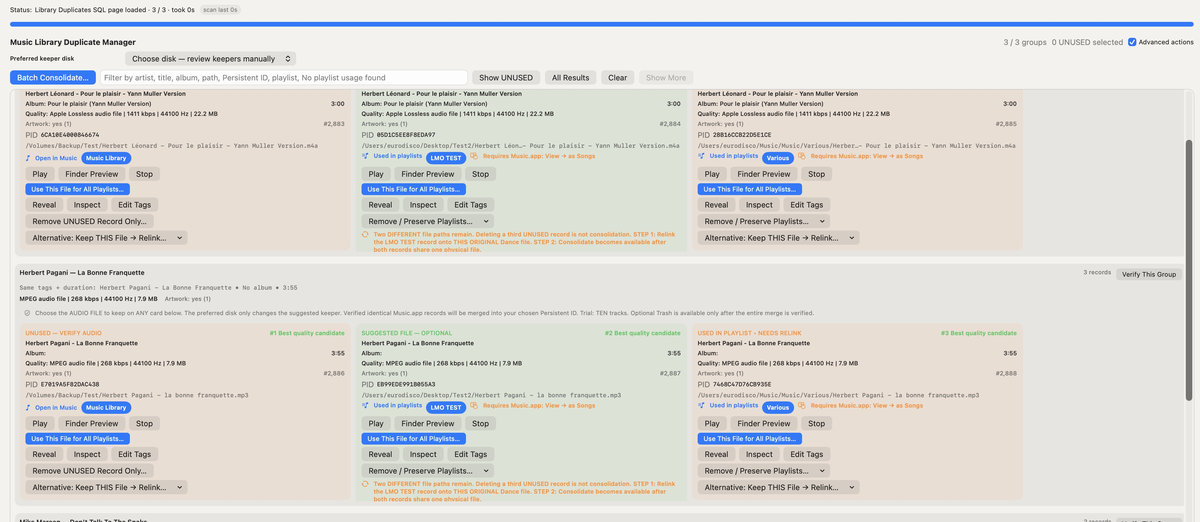 Status: Library Duplicates SQL page loaded · 3 / 3 · took 0s scan last 0s
Music Library Duplicate Manager
3 / 3 groups 0 UNUSED selected Advanced actions
Preferred keeper disk Choose disk — review keepers manually
Batch Consolidate... Filter by artist, title, album, path, Persistent ID, playlist, No playlist usage found Show UNUSED All Results Clear Show More
Herbert Léonard - Pour le plaisir - Yann Muller Version
Album: Pour le plaisir (Yann Muller Version) 3:00
Quality: Apple Lossless audio file | 1411 kbps | 44100 Hz | 22.2 MB
Artwork: yes (1) #2,883
PID 6CA10E4000846674
/Volumes/Backup/Test/Herbert Léonard – Pour le plaisir – Yann Muller Version.m4a
Open in Music Music Library
Play Finder Preview Stop
Use This File for All Playlists...
Reveal Inspect Edit Tags
Remove UNUSED Record Only...
Alternative: Keep THIS File → Relink...
Herbert Léonard - Pour le plaisir - Yann Muller Version
Album: Pour le plaisir (Yann Muller Version) 3:00
Quality: Apple Lossless audio file | 1411 kbps | 44100 Hz | 22.2 MB
Artwork: yes (1) #2,884
PID 05D1C5EE8F8EDA97
/Users/eurodisco/Desktop/Test2/Herbert Léon…– Pour le plaisir – Yann Muller Version.m4a
Used in playlists LMO TEST Requires Music.app: View → as Songs
Play Finder Preview Stop
Use This File for All Playlists...
Reveal Inspect Edit Tags
Remove / Preserve Playlists...
Two DIFFERENT file paths remain. Deleting a third UNUSED record is not consolidation. STEP 1: Relink
the LMO TEST record onto THIS ORIGINAL Dance file. STEP 2: Consolidate becomes available after
both records share one physical file.
Herbert Léonard - Pour le plaisir - Yann Muller Version
Album: Pour le plaisir (Yann Muller Version) 3:00
Quality: Apple Lossless audio file | 1411 kbps | 44100 Hz | 22.2 MB
Artwork: yes (1) #2,885
PID 28B16CCB22D5E1CE
/Users/eurodisco/Music/Music/Various/Herber…– Pour le plaisir – Yann Muller Version.m4a
Used in playlists Various Requires Music.app: View → as Songs
Play Finder Preview Stop
Use This File for All Playlists...
Reveal Inspect Edit Tags
Remove / Preserve Playlists...
Alternative: Keep THIS File → Relink...
Herbert Pagani — La Bonne Franquette 3 records Verify This Group
Same tags + duration: Herbert Pagani – La Bonne Franquette • No album • 3:55
MPEG audio file | 268 kbps | 44100 Hz | 7.9 MB Artwork: yes (1)
Choose the AUDIO FILE to keep on ANY card below. The preferred disk only changes the suggested keeper. Verified identical Music.app records will be merged into your chosen Persistent ID. Trial: TEN tracks. Optional Trash is available only after the entire merge is verified.
UNUSED — VERIFY AUDIO #1 Best quality candidate
Herbert Pagani - La Bonne Franquette
Album: 3:55
Quality: MPEG audio file | 268 kbps | 44100 Hz | 7.9 MB
Artwork: yes (1) #2,886
PID E7019A5F82DAC438
/Volumes/Backup/Test/Herbert Pagani – la bonne franquette.mp3
Open in Music Music Library
Play Finder Preview Stop
Use This File for All Playlists...
Reveal Inspect Edit Tags
Remove UNUSED Record Only...
Alternative: Keep THIS File → Relink...
SUGGESTED FILE — OPTIONAL #2 Best quality candidate
Herbert Pagani - La Bonne Franquette
Album: 3:55
Quality: MPEG audio file | 268 kbps | 44100 Hz | 7.9 MB
Artwork: yes (1) #2,887
PID EB99EDE991B055A3
/Users/eurodisco/Desktop/Test2/Herbert Pagani – la bonne franquette.mp3
Used in playlists LMO TEST Requires Music.app: View → as Songs
Play Finder Preview Stop
Use This File for All Playlists...
Reveal Inspect Edit Tags
Remove / Preserve Playlists...
Two DIFFERENT file paths remain. Deleting a third UNUSED record is not consolidation. STEP 1: Relink
the LMO TEST record onto THIS ORIGINAL Dance file. STEP 2: Consolidate becomes available after
both records share one physical file.
USED IN PLAYLIST · NEEDS RELINK #3 Best quality candidate
Herbert Pagani - La Bonne Franquette
Album: 3:55
Quality: MPEG audio file | 268 kbps | 44100 Hz | 7.9 MB
Artwork: yes (1) #2,888
PID 7468C47D76CB935E
/Users/eurodisco/Music/Music/Various/Herbert Pagani – la bonne franquette.mp3
Used in playlists Various Requires Music.app: View → as Songs
Play Finder Preview Stop
Use This File for All Playlists...
Reveal Inspect Edit Tags
Remove / Preserve Playlists...
Alternative: Keep THIS File → Relink...